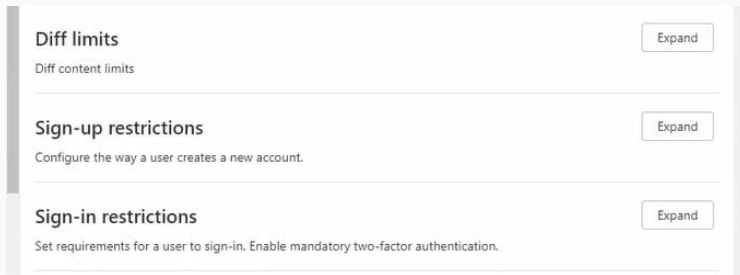 Diff limits
Expand
Diff content limits
Sign-up restrictions
Expand
Configure the way a user creates a new account.
Sign-in restrictions
Expand
Set requirements for a user to sign-in. Enable mandatory two-factor authentication.